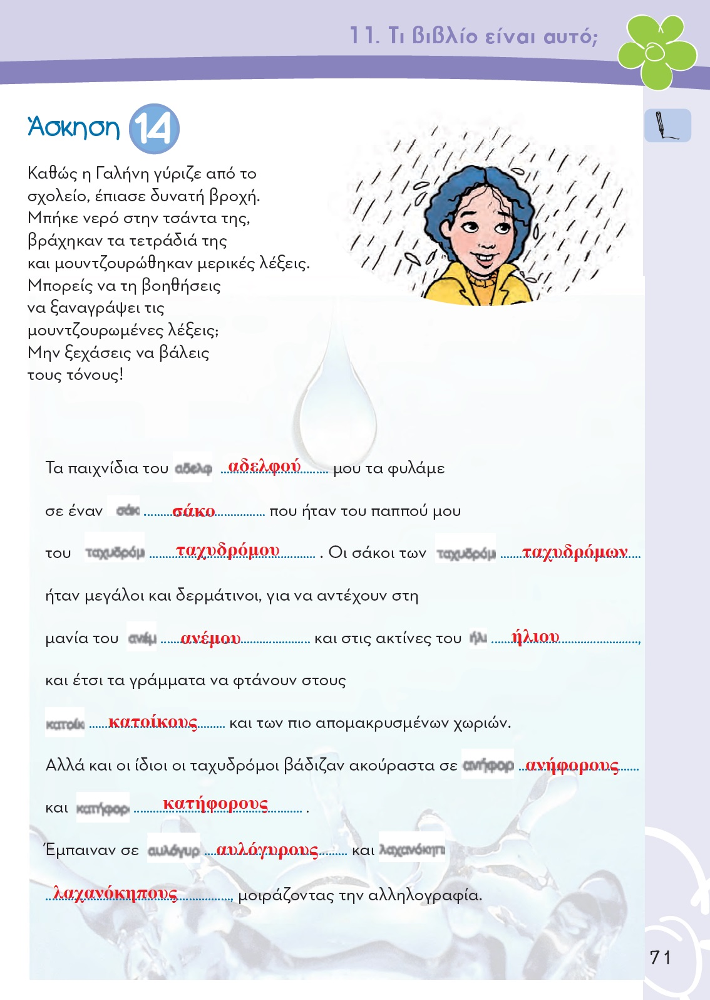 11. Τι βιβλίο είναι αυτό;
Άσκηση 14
Καθώς η Γαλήνη γύριζε από το
σχολείο, έπιασε δυνατή βροχή.
Μπήκε νερό στην τσάντα της,
βράχηκαν τα τετράδιά της
και μουντζουρώθηκαν μερικές λέξεις.
Μπορείς να τη βοηθήσεις
να ξαναγράψει τις
μουντζουρωμένες λέξεις;
Μην ξεχάσεις να βάλεις
τους τόνους!
Τα παιχνίδια του αδελφ αδελφού μου τα φυλάμε
σε έναν σάκ σάκο που ήταν του παππού μου
του ταχυδρόμ ταχυδρόμου . Οι σάκοι των ταχυδρόμ ταχυδρόμων
ήταν μεγάλοι και δερμάτινοι, για να αντέχουν στη
μανία του ανέμ ανέμου και στις ακτίνες του ήλι ήλιου ,
και έτσι τα γράμματα να φτάνουν στους
κατοίκ κατοίκους και των πιο απομακρυσμένων χωριών.
Αλλά και οι ίδιοι οι ταχυδρόμοι βάδιζαν ακούραστα σε ανήφορ ανήφορους
και κατήφορ κατήφορους .
Έμπαιναν σε αυλόγυρ αυλόγυρους και λαχανόκηπ
λαχανόκηπους , μοιράζοντας την αλληλογραφία.
71